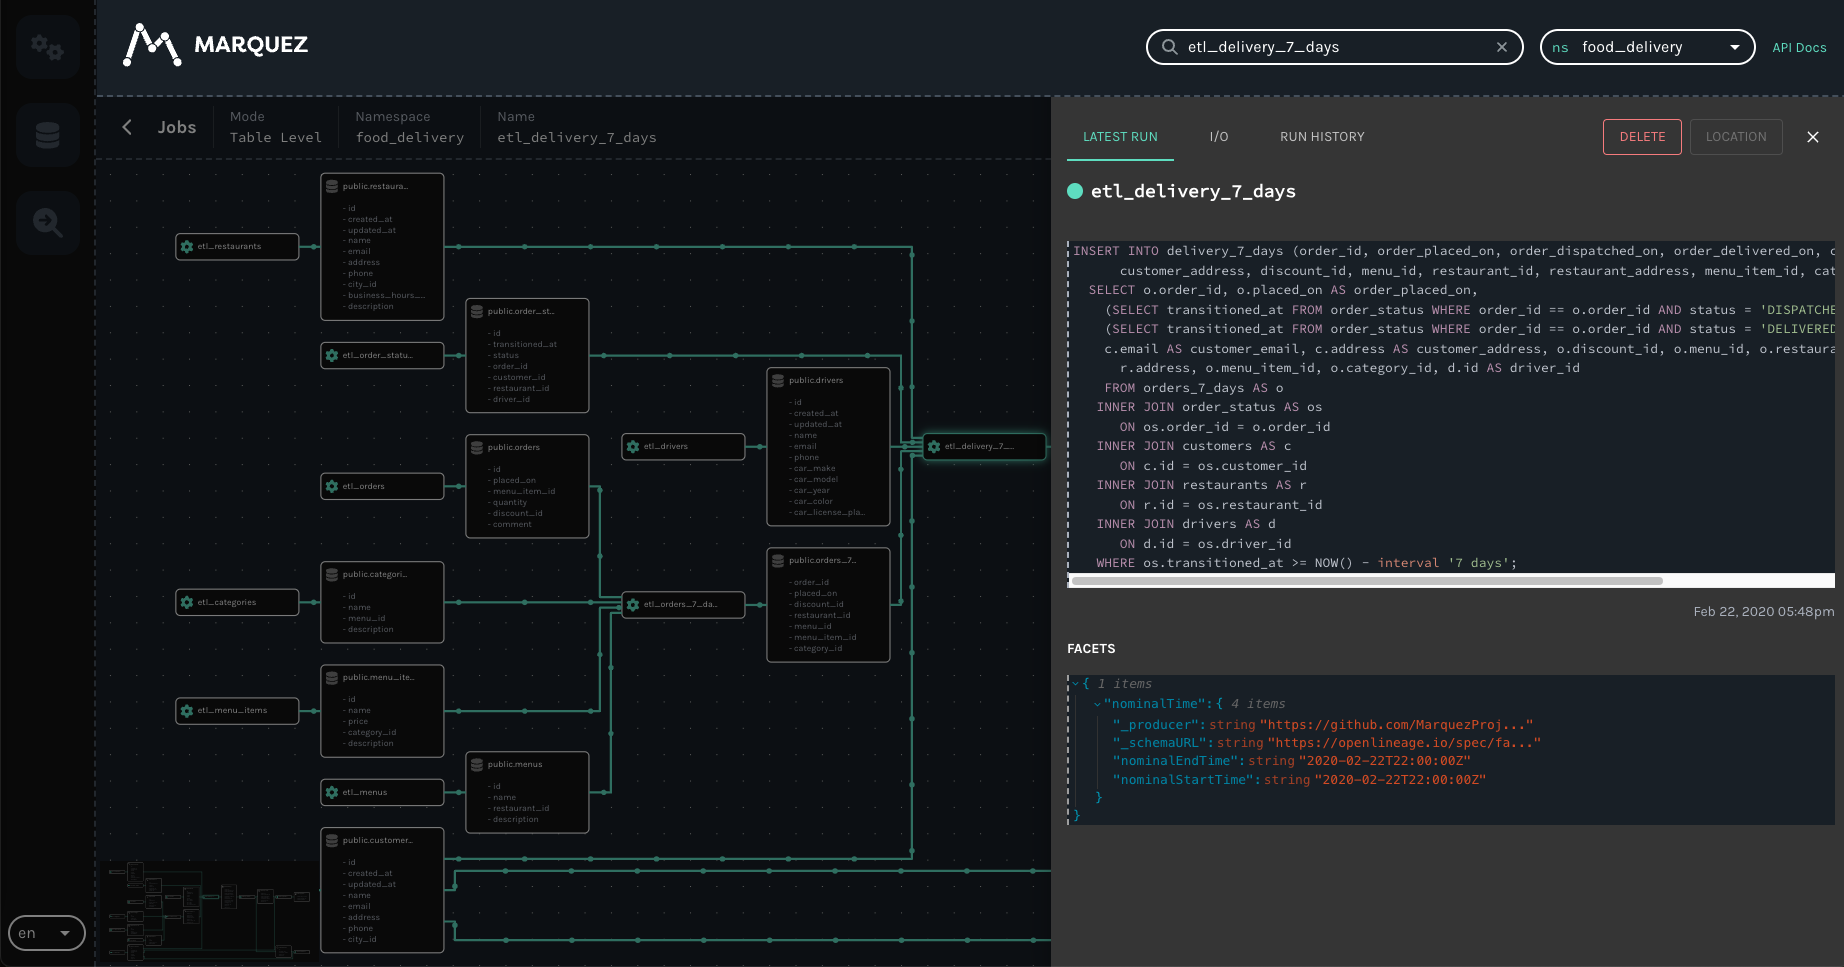 MARQUEZ
etl_delivery_7_days
ns food_delivery
API Docs
Jobs
Mode
Table Level
Namespace
food_delivery
Name
etl_delivery_7_days
LATEST RUN
I/O
RUN HISTORY
DELETE
LOCATION
etl_delivery_7_days
INSERT INTO delivery_7_days (order_id, order_placed_on, order_dispatched_on, order_delivered_on, c
customer_address, discount_id, menu_id, restaurant_id, restaurant_address, menu_item_id, cat
SELECT o.order_id, o.placed_on AS order_placed_on,
(SELECT transitioned_at FROM order_status WHERE order_id == o.order_id AND status = 'DISPATCHE
(SELECT transitioned_at FROM order_status WHERE order_id == o.order_id AND status = 'DELIVERED
c.email AS customer_email, c.address AS customer_address, o.discount_id, o.menu_id, o.restaura
r.address, o.menu_item_id, o.category_id, d.id AS driver_id
FROM orders_7_days AS o
INNER JOIN order_status AS os
ON os.order_id = o.order_id
INNER JOIN customers AS c
ON c.id = os.customer_id
INNER JOIN restaurants AS r
ON r.id = os.restaurant_id
INNER JOIN drivers AS d
ON d.id = os.driver_id
WHERE os.transitioned_at >= NOW() - interval '7 days';
Feb 22, 2020 05:48pm
FACETS
{ 1 items
"nominalTime":{ 4 items
"_producer":string"https://github.com/MarquezProj..."
"_schemaURL":string"https://openlineage.io/spec/fa..."
"nominalEndTime":string"2020-02-22T22:00:00Z"
"nominalStartTime":string"2020-02-22T22:00:00Z"
}
}
etl_restaurants
public.restaura...
- id
- created_at
- updated_at
- name
- email
- address
- phone
- city_id
- business_hours_...
- description
etl_order_statu...
public.order_st...
- id
- transitioned_at
- status
- order_id
- customer_id
- restaurant_id
- driver_id
etl_orders
public.orders
- id
- placed_on
- menu_item_id
- quantity
- discount_id
- comment
etl_drivers
public.drivers
- id
- created_at
- updated_at
- name
- email
- phone
- car_make
- car_model
- car_year
- car_color
- car_license_pla...
etl_delivery_7_...
etl_categories
public.categori...
- id
- name
- menu_id
- description
etl_orders_7_da...
public.orders_7...
- order_id
- placed_on
- discount_id
- restaurant_id
- menu_id
- menu_item_id
- category_id
etl_menu_items
public.menu_ite...
- id
- name
- price
- category_id
- description
etl_menus
public.menus
- id
- name
- restaurant_id
- description
public.customer...
- id
- created_at
- updated_at
- name
- email
- address
- phone
- city_id
en